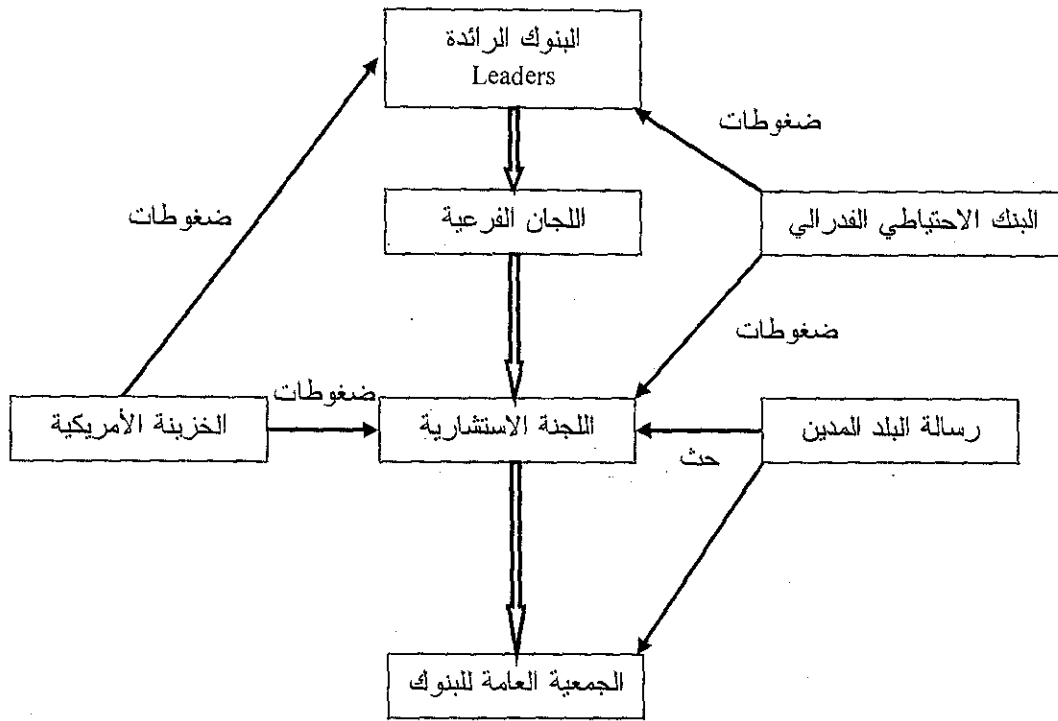 البنوك الرائدة
Leaders
ضغوطات
ضغوطات
اللجان الفرعية
البنك الاحتياطي الفدرالي
ضغوطات
ضغوطات
الخزينة الأمريكية
اللجنة الاستشارية
رسالة البلد المدين
حث
الجمعية العامة للبنوك